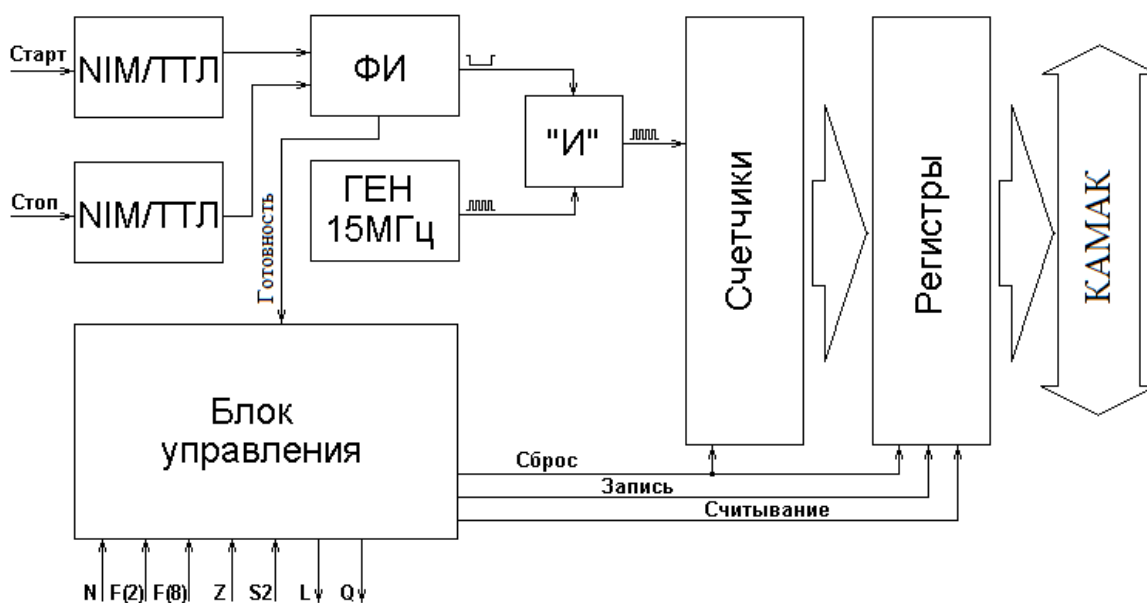 Старт
NIM/ТТЛ
ФИ
"И"
Стоп
NIM/ТТЛ
ГЕН
15МГц
Готовность
Счетчики
Регистры
КАМАК
Блок
управления
Сброс
Запись
Считывание
N F(2) F(8) Z S2 L Q